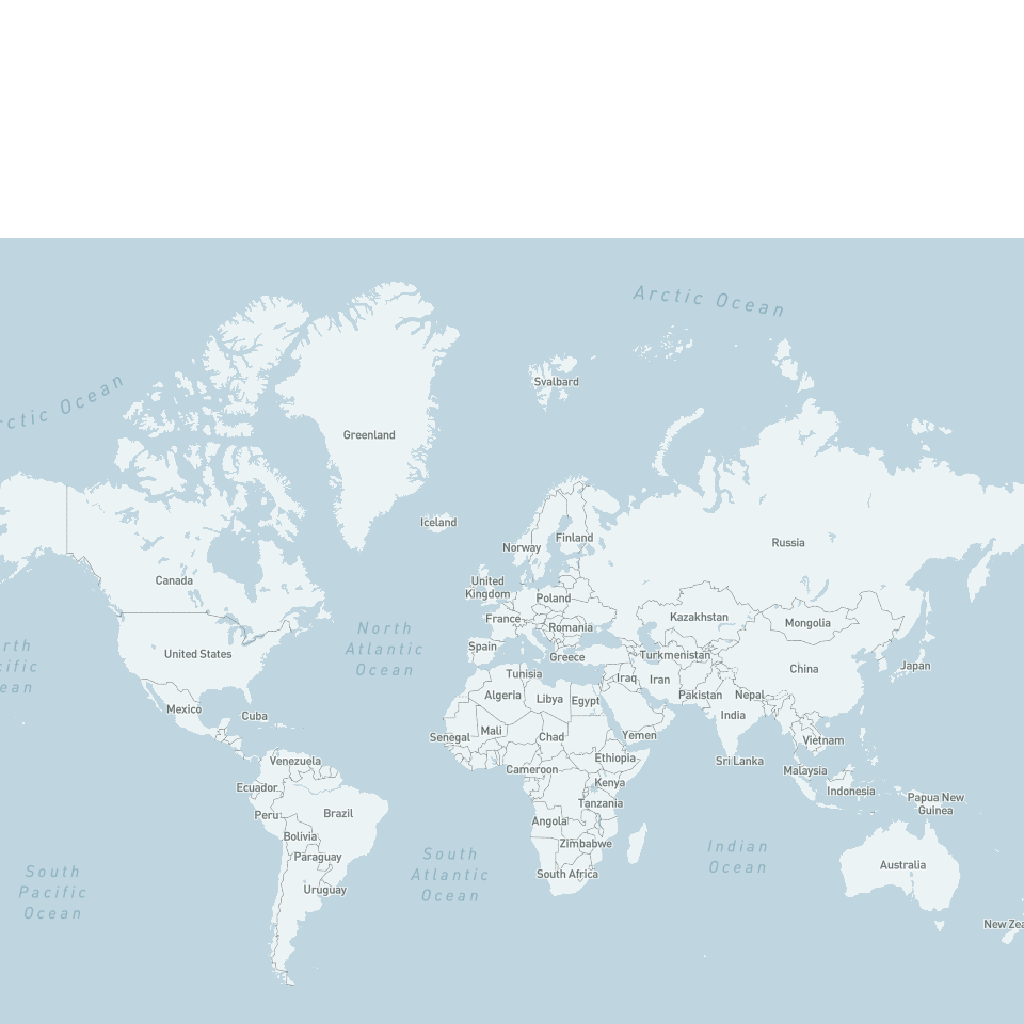 Arctic Ocean
rctic Ocean
Svalbard
Greenland
Iceland
Norway
Finland
Russia
Canada
United
Kingdom
Poland
France
Romania
Kazakhstan
Mongolia
North
Atlantic
Ocean
rth
cific
ean
United States
Spain
Greece
Turkmenistan
China
Japan
Tunisia
Algeria
Libya
Egypt
Iraq
Iran
Pakistan
Nepal
India
Mexico
Cuba
Senegal
Mali
Chad
Yemen
Vietnam
Venezuela
Cameroon
Ethiopia
Sri Lanka
Malaysia
Ecuador
Kenya
Indonesia
Papua New
Guinea
Peru
Brazil
Angola
Tanzania
Bolivia
Zimbabwe
Paraguay
South
Atlantic
Ocean
Indian
Ocean
Australia
South
Pacific
Ocean
Uruguay
South Africa
New Zea